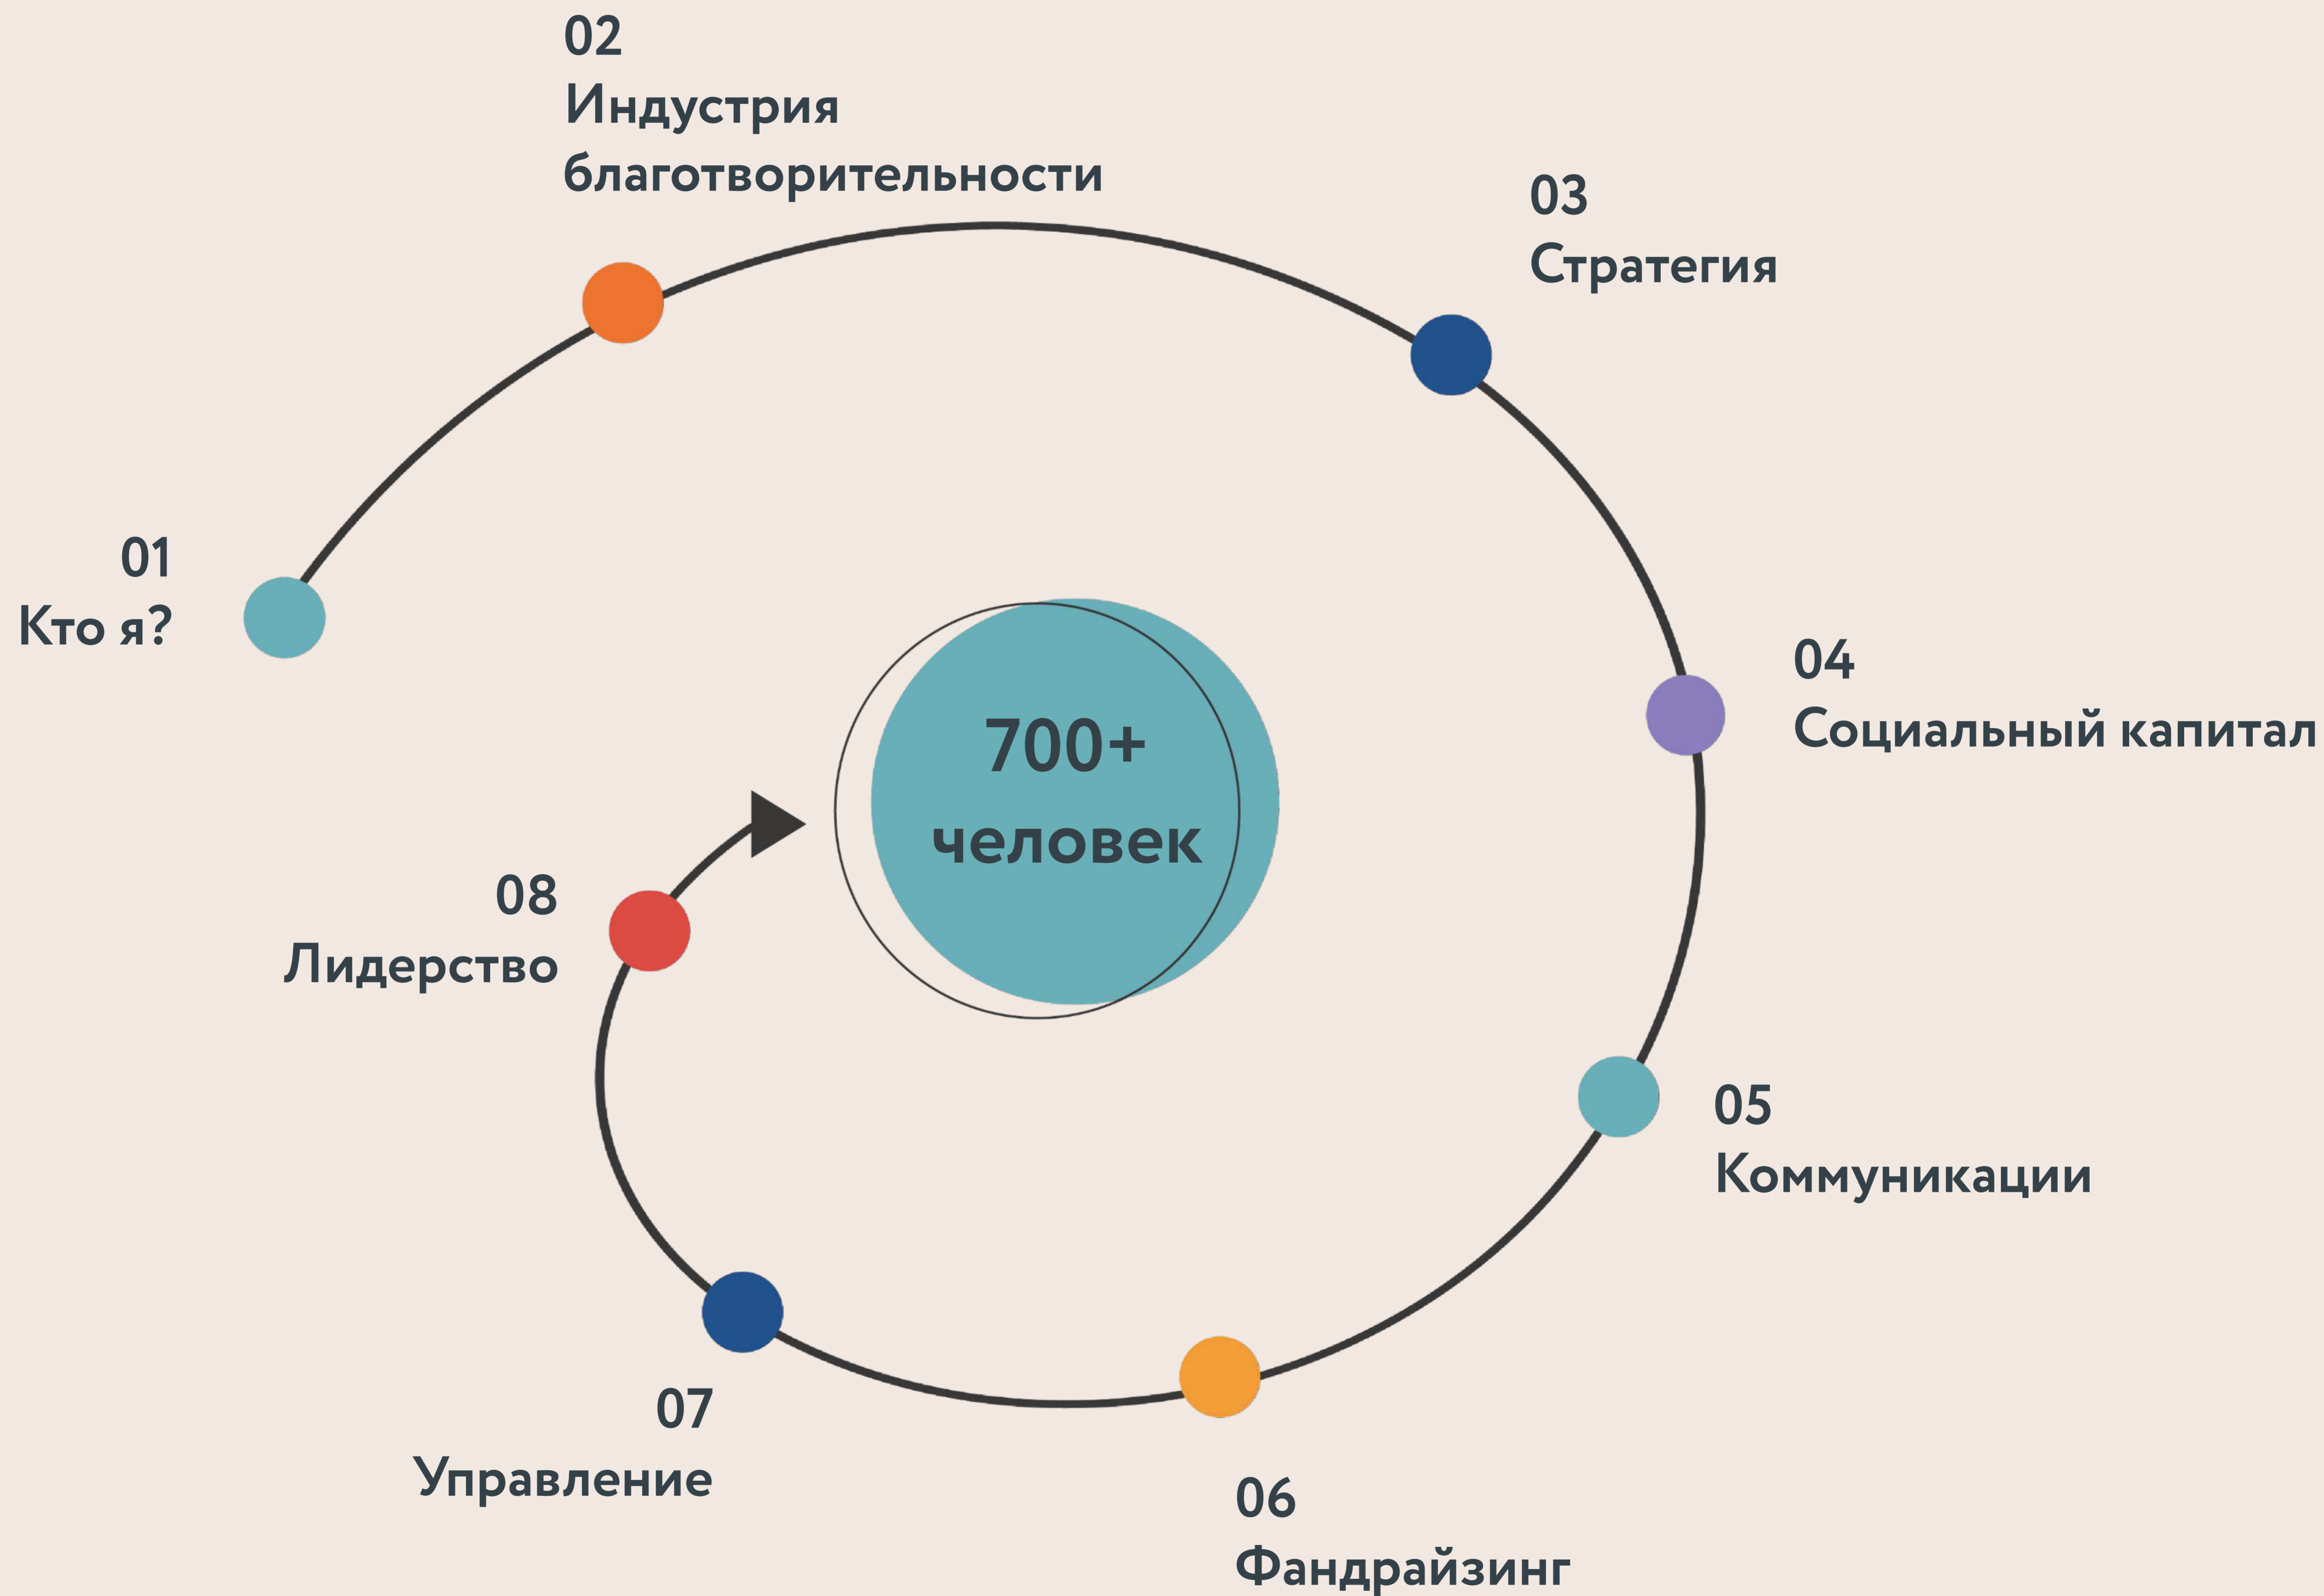 01
Кто я?
02
Индустрия
благотворительности
03
Стратегия
04
Социальный капитал
05
Коммуникации
06
Фандрайзинг
07
Управление
08
Лидерство
700+
человек